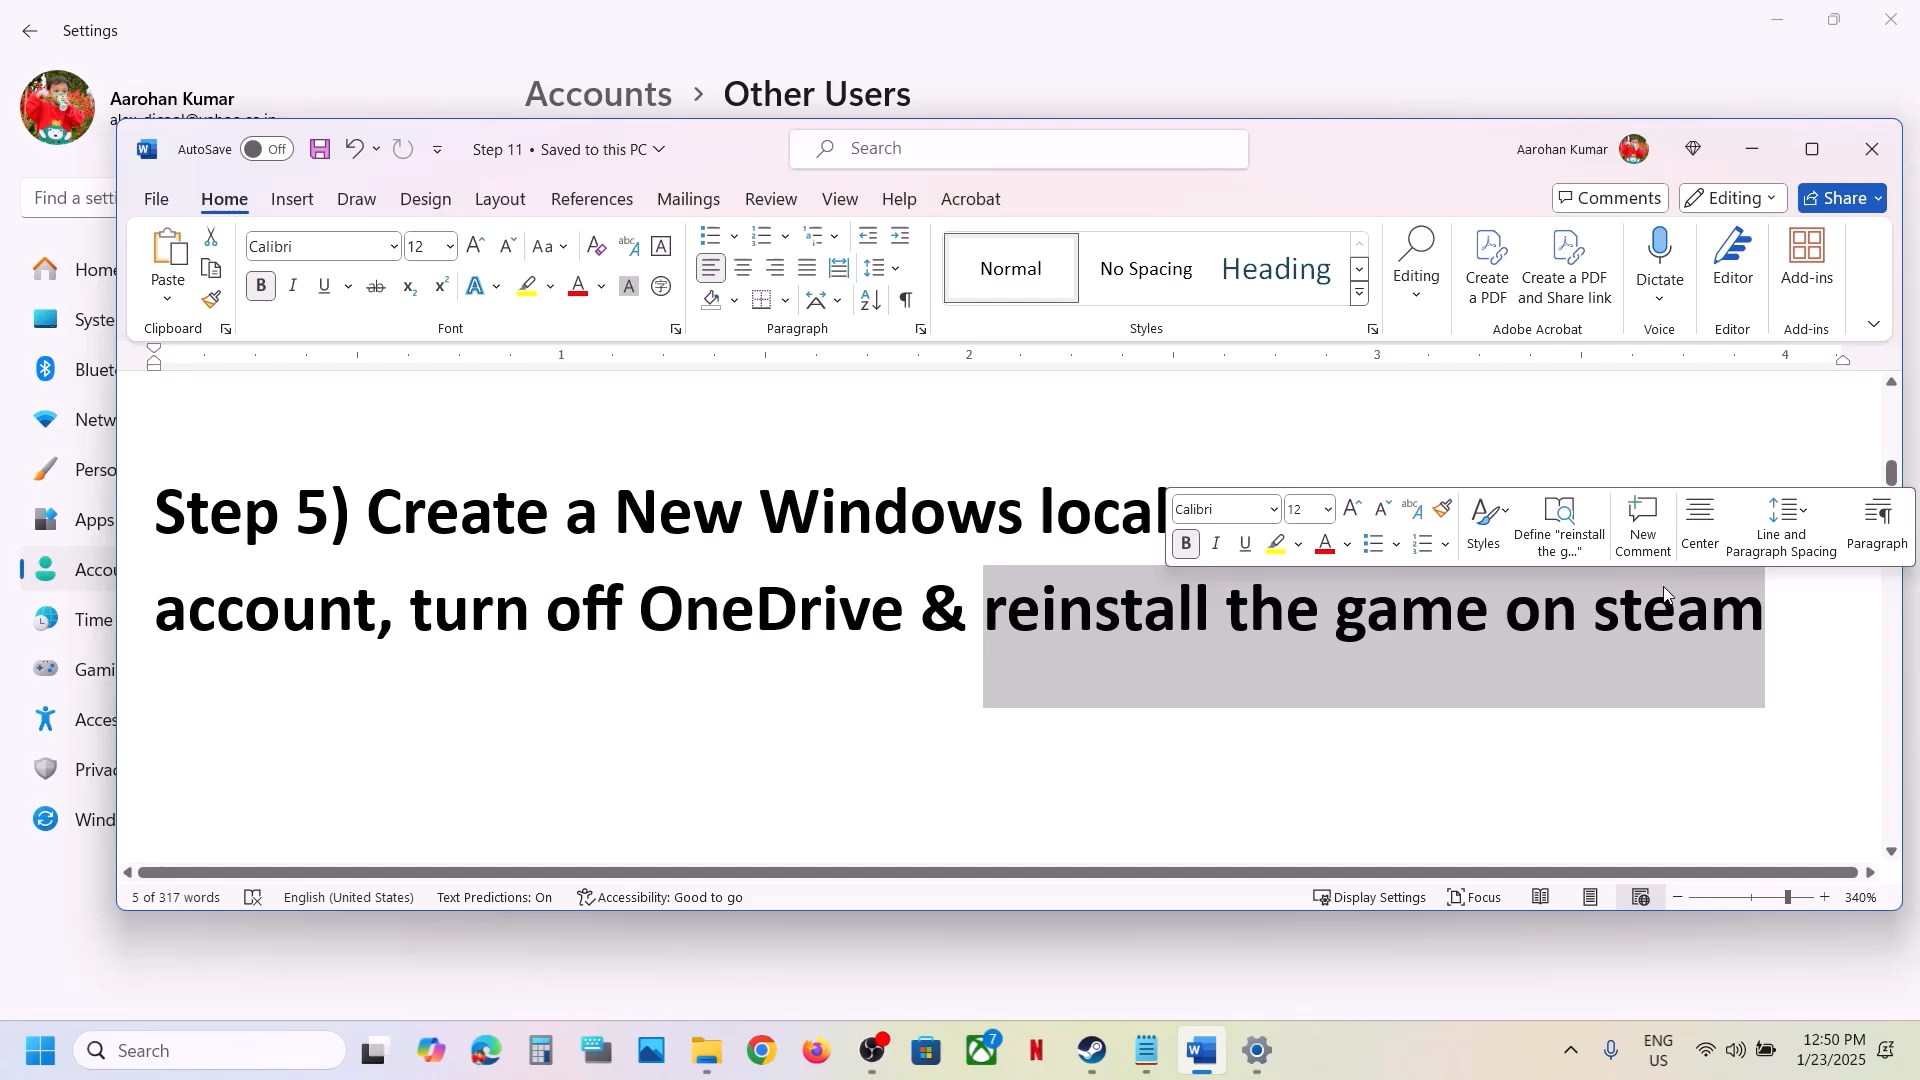 Settings
Aarohan Kumar
Accounts > Other Users
Find a setti
Home
Syste
Bluet
Netw
Perso
Apps
Accou
Time
Gami
Acces
Privac
Wind
AutoSave Off
Step 11 • Saved to this PC
Search
Aarohan Kumar
File Home Insert Draw Design Layout References Mailings Review View Help Acrobat
Comments Editing Share
Paste
Clipboard
Calibri 12
Aa
Font
Paragraph
Normal No Spacing Heading
Styles
Editing
Create a PDF
Create a PDF and Share link
Adobe Acrobat
Dictate
Voice
Editor
Editor
Add-ins
Add-ins
1 2 3 4
Step 5) Create a New Windows local
account, turn off OneDrive & reinstall the game on steam
Calibri 12
B I U
Styles
Define "reinstall the g..."
New Comment
Center
Line and Paragraph Spacing
Paragraph
5 of 317 words English (United States) Text Predictions: On Accessibility: Good to go
Display Settings Focus 340%
Search
7
ENG
US
12:50 PM
1/23/2025